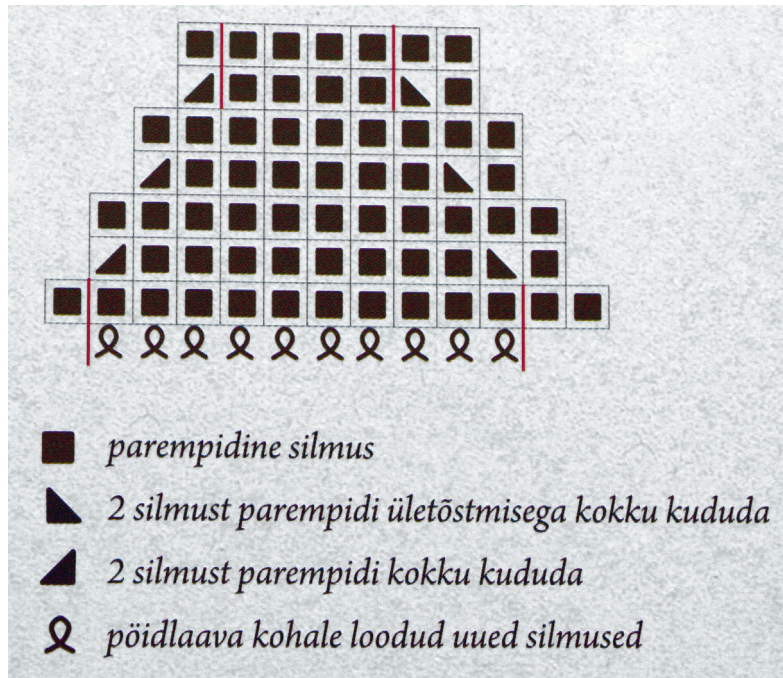 parempidine silmus
2 silmust parempidi ületõstmisega kokku kududa
2 silmust parempidi kokku kududa
pöidlaava kohale loodud uued silmused